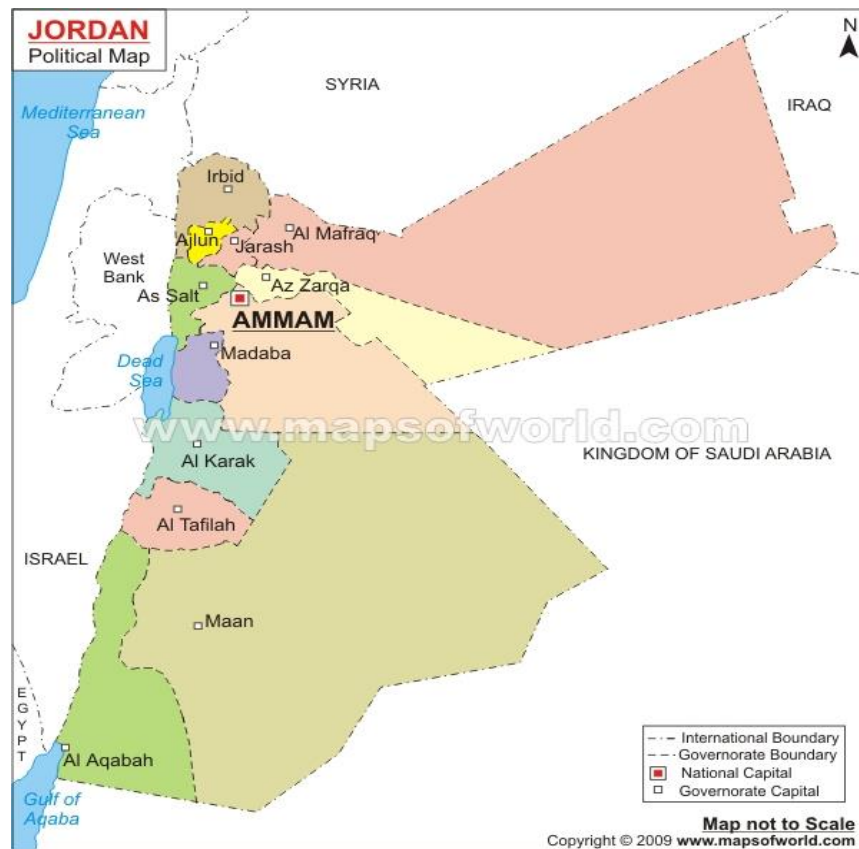 JORDAN
Political Map
N
SYRIA
IRAQ
Mediterranean
Sea
Irbid
Ajlun
Jarash
Al Mafraq
West
Bank
As Salt
Az Zarqa
AMMAM
Madaba
Dead
Sea
www.mapsofworld.com
Al Karak
KINGDOM OF SAUDI ARABIA
Al Tafilah
ISRAEL
Maan
EGYPT
Al Aqabah
Gulf of
Aqaba
International Boundary
Governorate Boundary
National Capital
Governorate Capital
Map not to Scale
Copyright © 2009 www.mapsofworld.com